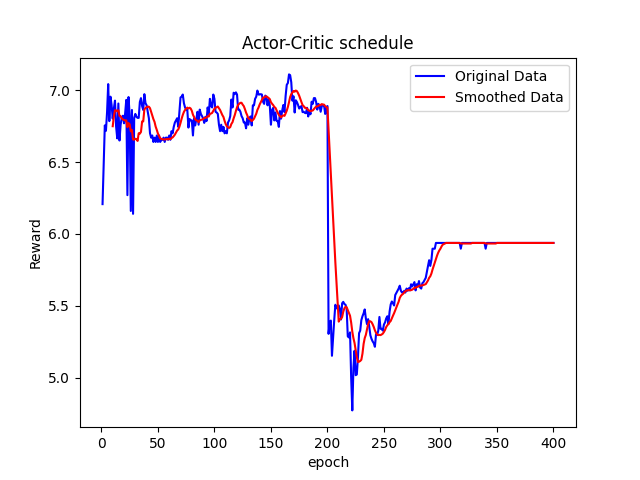 Actor-Critic schedule
Original Data
Smoothed Data
Reward
7.0
6.5
6.0
5.5
5.0
0 50 100 150 200 250 300 350 400
epoch